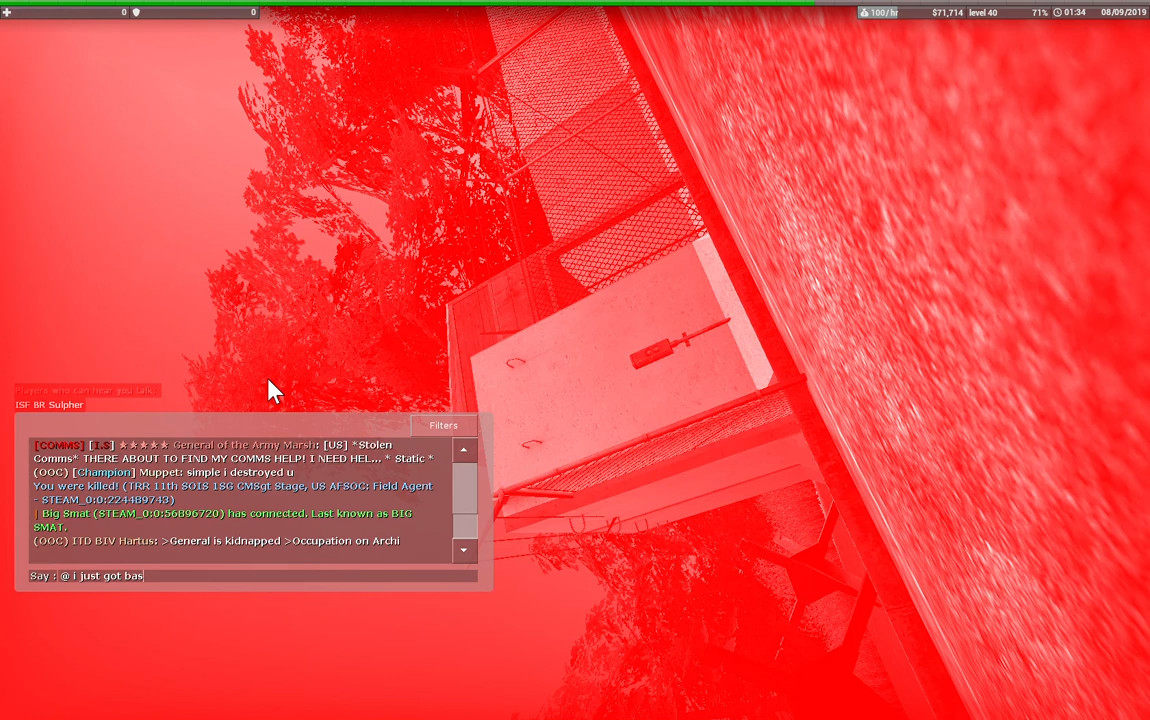 0 0 100/hr $71,714 level 40 71% 01:34 08/09/2019
Players who can hear you talk:
ISF BR Sulpher
Filters
[COMMS] [I.S] ★★★★★ General of the Army Marsh: [US] *Stolen
Comms* THERE ABOUT TO FIND MY COMMS HELP! I NEED HEL... * Static *
(OOC) [Champion] Muppet: simple i destroyed u
You were killed! (TRR 11th SOIS 1SG CMSgt Stage, US AFSOC: Field Agent
- STEAM_0:0:224489743)
| Big Smat (STEAM_0:0:56896720) has connected. Last known as BIG
SMAT.
(OOC) ITD BIV Hartus: >General is kidnapped >Occupation on Archi
Say : @ i just got bas